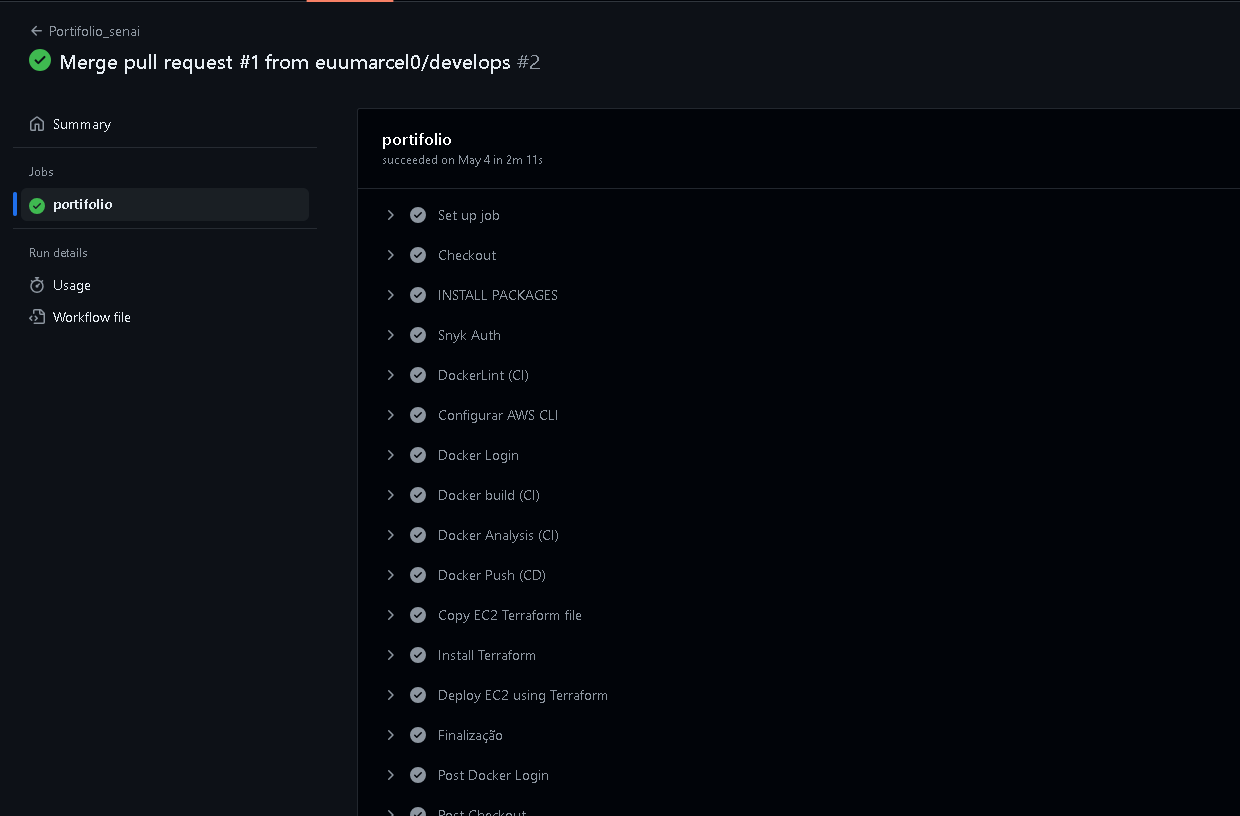 Portifolio_senai
Merge pull request #1 from euumarcel0/develops #2
Summary
Jobs
portifolio
Run details
Usage
Workflow file
portifolio
succeeded on May 4 in 2m 11s
Set up job
Checkout
INSTALL PACKAGES
Snyk Auth
DockerLint (CI)
Configurar AWS CLI
Docker Login
Docker build (CI)
Docker Analysis (CI)
Docker Push (CD)
Copy EC2 Terraform file
Install Terraform
Deploy EC2 using Terraform
Finalização
Post Docker Login
Post Checkout